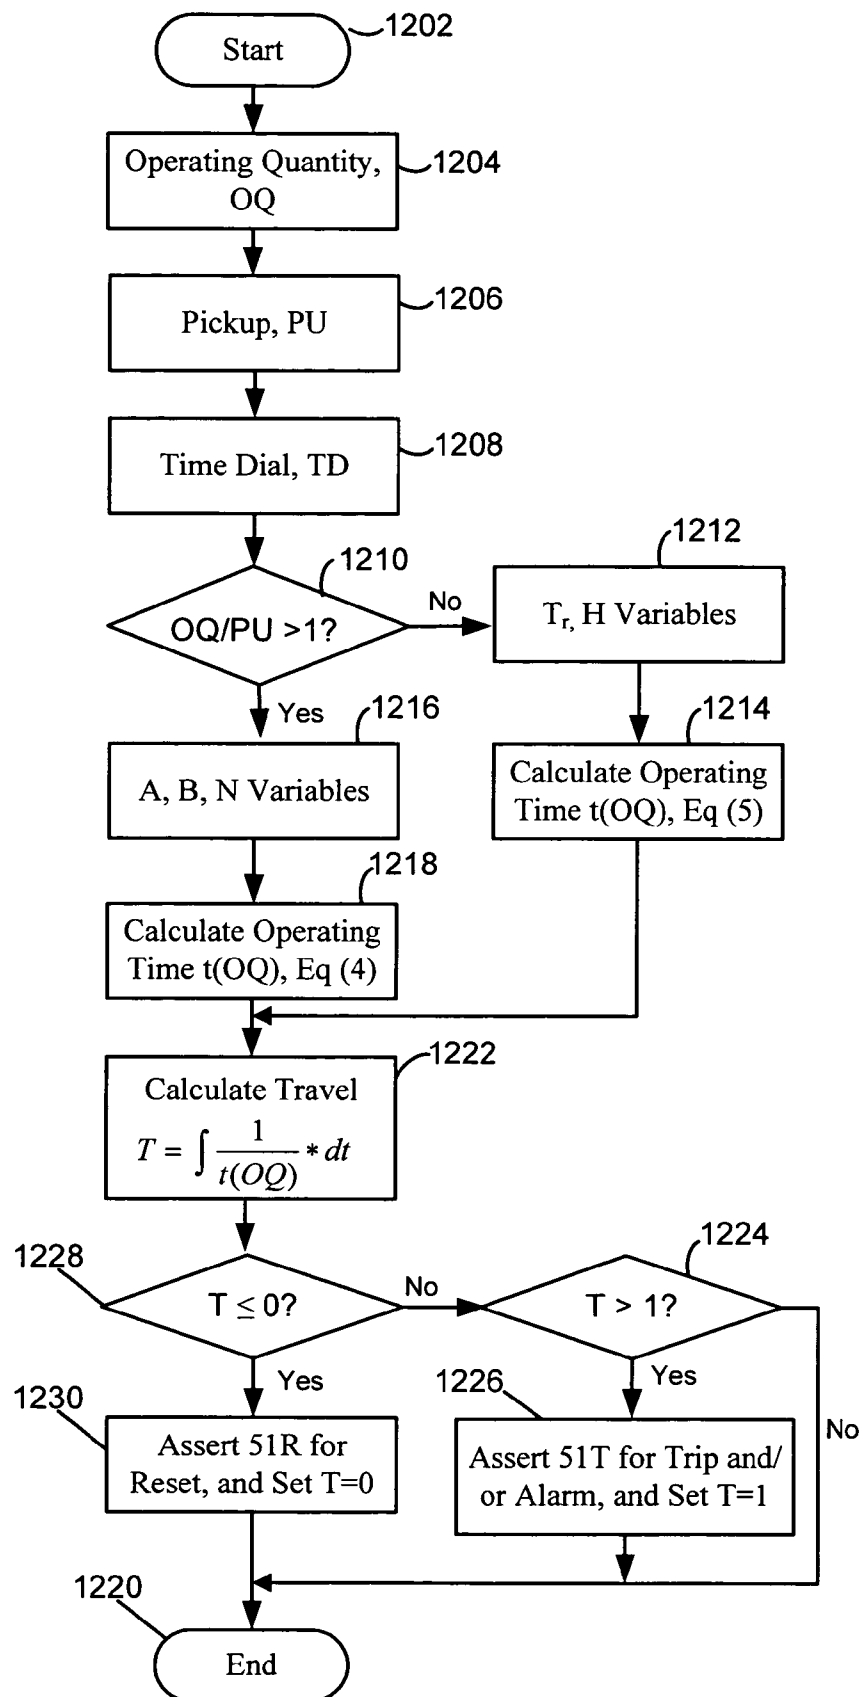 Start
1202
Operating Quantity,
OQ
1204
Pickup, PU
1206
Time Dial, TD
1208
OQ/PU >1?
1210
No
Yes
Tr, H Variables
1212
Calculate Operating
Time t(OQ), Eq (5)
1214
A, B, N Variables
1216
Calculate Operating
Time t(OQ), Eq (4)
1218
Calculate Travel
T = ∫ 1/t(OQ) * dt
1222
T ≤ 0?
1228
No
Yes
T > 1?
1224
Yes
No
Assert 51R for
Reset, and Set T=0
1230
Assert 51T for Trip and/
or Alarm, and Set T=1
1226
End
1220